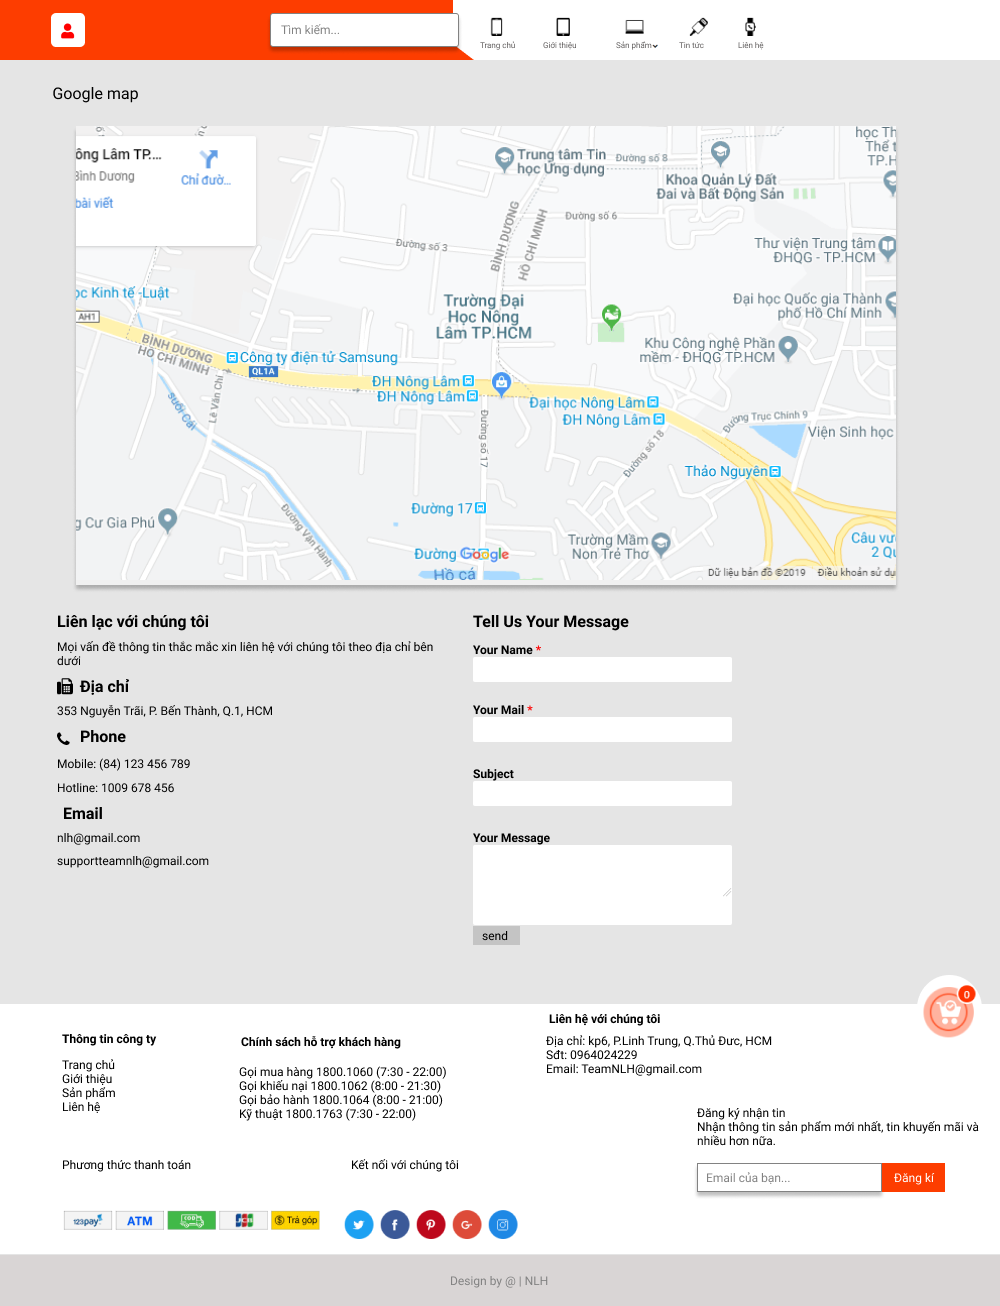 Tìm kiếm...
Trang chủ
Giới thiệu
Sản phẩm
Tin tức
Liên hệ
Google map
ông Lâm TP....
Bình Dương
Chỉ đườ...
bài viết
Trung tâm Tin
học Ứng dụng
Đường số 8
Khoa Quản Lý Đất
Đai và Bất Động Sản
học Th
Thể t
TP.H
BÌNH DƯƠNG
HỒ CHÍ MINH
Đường số 6
Đường số 3
Thư viện Trung tâm
ĐHQG - TP.HCM
ọc Kinh tế -Luật
AH1
Trường Đại
Học Nông
Lâm TP.HCM
Đại học Quốc gia Thành
phố Hồ Chí Minh
Khu Công nghệ Phần
mềm - ĐHQG TP.HCM
BÌNH DƯƠNG
HỒ CHÍ MINH
Công ty điện tử Samsung
QL1A
ĐH Nông Lâm
ĐH Nông Lâm
Đại học Nông Lâm
ĐH Nông Lâm
suối Cái
Lê Văn Chí
Đường số 17
Đường số 18
Đường Trục Chính 9
Viện Sinh học
Thảo Nguyên
Đường 17
g Cư Gia Phú
Đường Vận Hành
Trường Mầm
Non Trẻ Thơ
Câu vư
2 Qu
Đường
Google
Hồ cá
Dữ liệu bản đồ ©2019
Điều khoản sử dụ
Liên lạc với chúng tôi
Mọi vấn đề thông tin thắc mắc xin liên hệ với chúng tôi theo địa chỉ bên
dưới
Địa chỉ
353 Nguyễn Trãi, P. Bến Thành, Q.1, HCM
Phone
Mobile: (84) 123 456 789
Hotline: 1009 678 456
Email
nlh@gmail.com
supportteamnlh@gmail.com
Tell Us Your Message
Your Name *
Your Mail *
Subject
Your Message
send
0
Thông tin công ty
Trang chủ
Giới thiệu
Sản phẩm
Liên hệ
Chính sách hỗ trợ khách hàng
Gọi mua hàng 1800.1060 (7:30 - 22:00)
Gọi khiếu nại 1800.1062 (8:00 - 21:30)
Gọi bảo hành 1800.1064 (8:00 - 21:00)
Kỹ thuật 1800.1763 (7:30 - 22:00)
Liên hệ với chúng tôi
Địa chỉ: kp6, P.Linh Trung, Q.Thủ Đưc, HCM
Sđt: 0964024229
Email: TeamNLH@gmail.com
Đăng ký nhận tin
Nhận thông tin sản phẩm mới nhất, tin khuyến mãi và
nhiều hơn nữa.
Email của bạn...
Đăng kí
Phương thức thanh toán
Kết nối với chúng tôi
123pay
ATM
COD
JCB
Trả góp
Design by @ | NLH